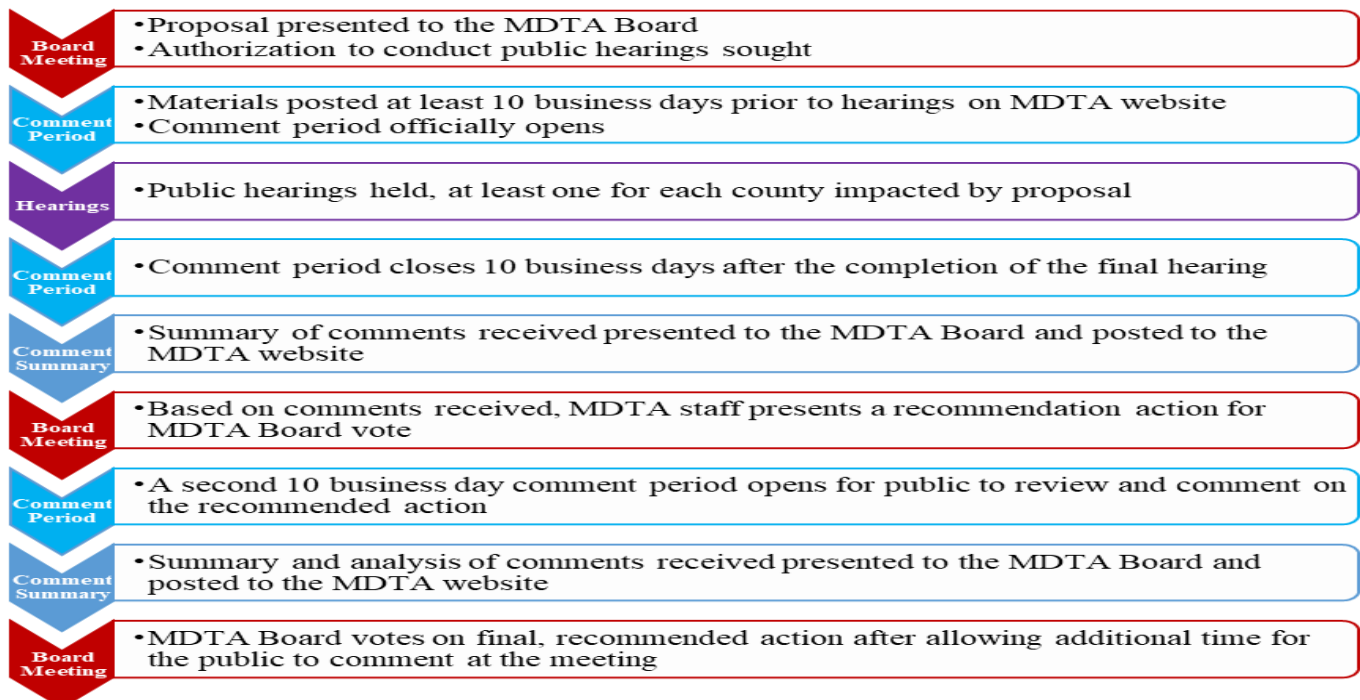 Board
Meeting
•Proposal presented to the MDTA Board
•Authorization to conduct public hearings sought
Comment
Period
•Materials posted at least 10 business days prior to hearings on MDTA website
•Comment period officially opens
Hearings
•Public hearings held, at least one for each county impacted by proposal
Comment
Period
•Comment period closes 10 business days after the completion of the final hearing
Comment
Summary
•Summary of comments received presented to the MDTA Board and posted to the
MDTA website
Board
Meeting
•Based on comments received, MDTA staff presents a recommendation action for
MDTA Board vote
Comment
Period
•A second 10 business day comment period opens for public to review and comment on
the recommended action
Comment
Summary
•Summary and analysis of comments received presented to the MDTA Board and
posted to the MDTA website
Board
Meeting
•MDTA Board votes on final, recommended action after allowing additional time for
the public to comment at the meeting